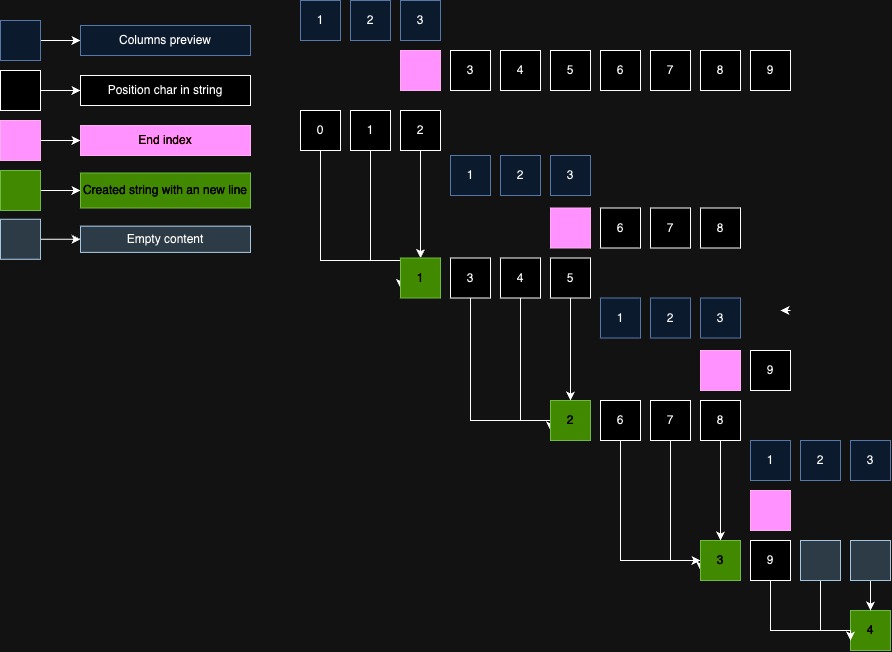 1 2 3
Columns preview
3 4 5 6 7 8 9
Position char in string
0 1 2
End index
1 2 3
Created string with an new line
6 7 8
Empty content
1 3 4 5
1 2 3
9
2 6 7 8
1 2 3
3 9
4